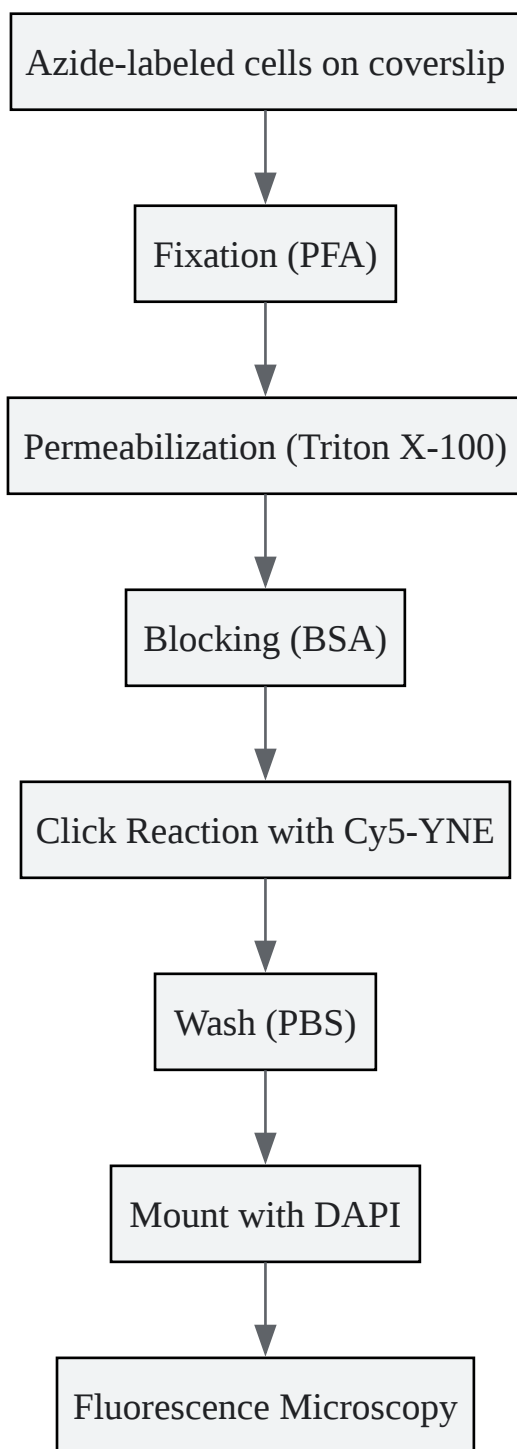 Azide-labeled cells on coverslip
Fixation (PFA)
Permeabilization (Triton X-100)
Blocking (BSA)
Click Reaction with Cy5-YNE
Wash (PBS)
Mount with DAPI
Fluorescence Microscopy